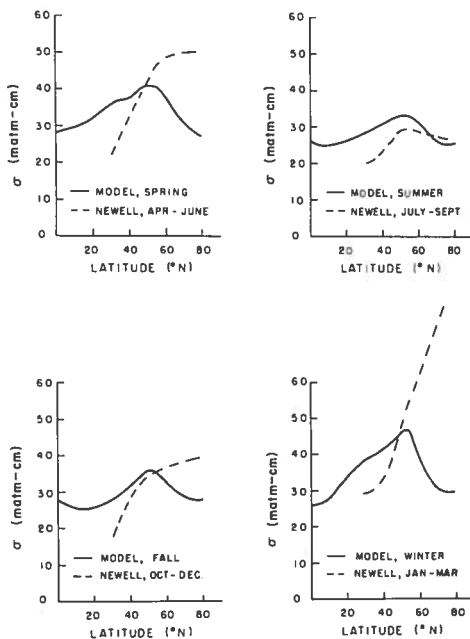 60
50
40
30
20
10
0
σ (matm-cm)
MODEL, SPRING
NEWELL, APR-JUNE
20 40 60 80
LATITUDE (°N)
60
50
40
30
20
10
0
σ (matm-cm)
MODEL, SUMMER
NEWELL, JULY-SEPT
20 40 60 80
LATITUDE (°N)
60
50
40
30
20
10
0
σ (matm-cm)
MODEL, FALL
NEWELL, OCT-DEC.
20 40 60 80
LATITUDE (°N)
60
50
40
30
20
10
0
σ (matm-cm)
MODEL, WINTER
NEWELL, JAN-MAR
20 40 60 80
LATITUDE (°N)